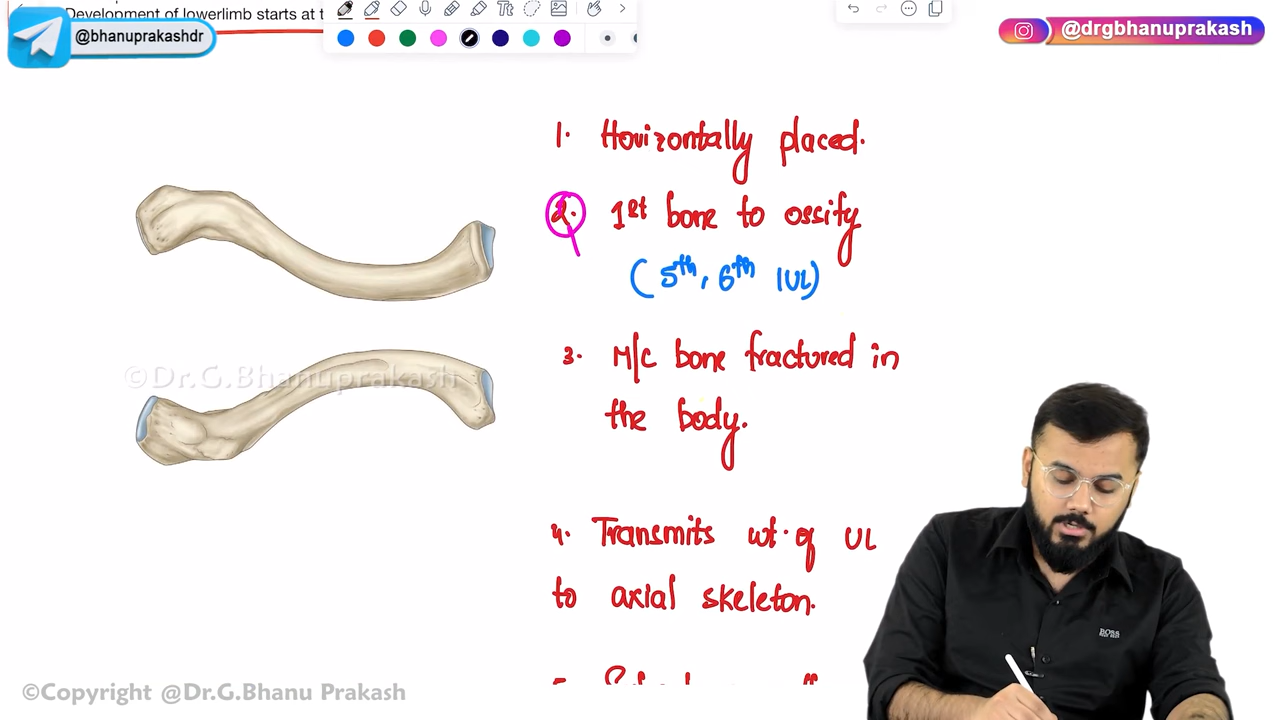 Development of lowerlimb starts at t
@bhanuprakashdr
Tt
@drgbhanuprakash
1. Horizontally placed.
2. 1st bone to ossify
( 5th, 6th IUL)
3. M/C bone fractured in
the body.
©Dr.G.Bhanuprakash
4. Transmits wt. of UL
to axial skeleton.
BOSS
©Copyright @Dr.G.Bhanu Prakash